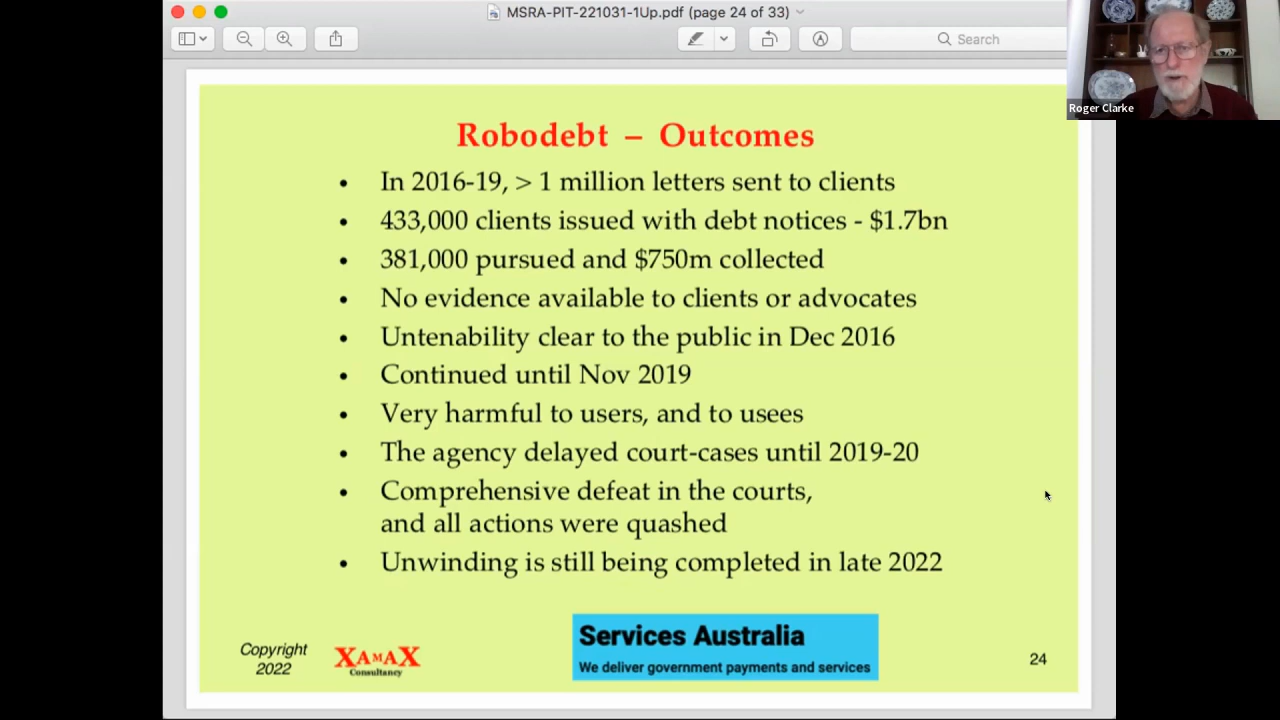 MSRA-PIT-221031-1Up.pdf (page 24 of 33)
Search
Roger Clarke
Robodebt – Outcomes
• In 2016-19, > 1 million letters sent to clients
• 433,000 clients issued with debt notices - $1.7bn
• 381,000 pursued and $750m collected
• No evidence available to clients or advocates
• Untenability clear to the public in Dec 2016
• Continued until Nov 2019
• Very harmful to users, and to usees
• The agency delayed court-cases until 2019-20
• Comprehensive defeat in the courts,
and all actions were quashed
• Unwinding is still being completed in late 2022
Copyright
2022
XAMAX
Consultancy
Services Australia
We deliver government payments and services
24